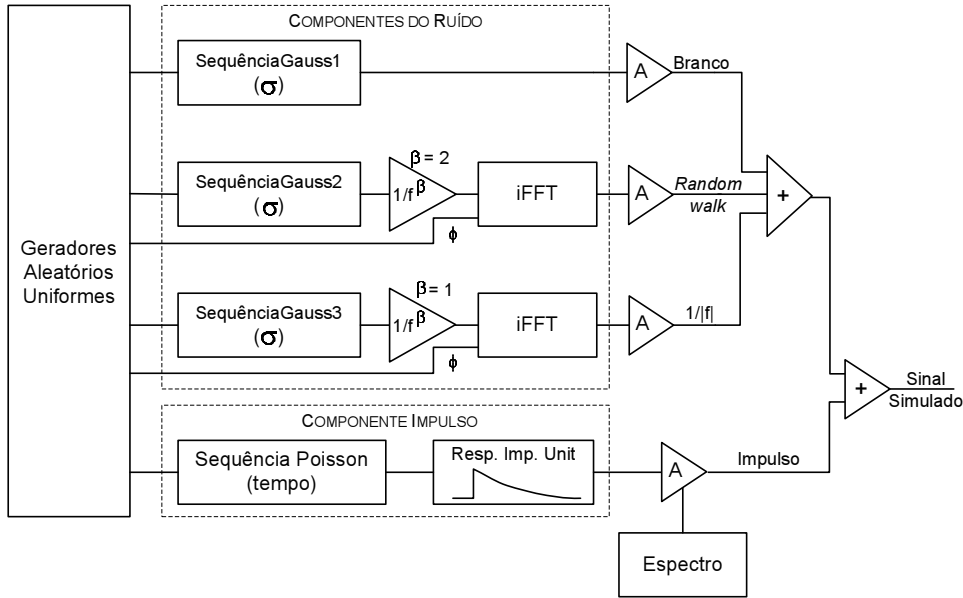 COMPONENTES DO RUÍDO
SequênciaGauss1
(σ)
A
Branco
Geradores
Aleatórios
Uniformes
SequênciaGauss2
(σ)
β = 2
1/f β
ϕ
iFFT
A
Random
walk
+
SequênciaGauss3
(σ)
β = 1
1/f β
ϕ
iFFT
A
1/|f|
+
Sinal
Simulado
COMPONENTE IMPULSO
Sequência Poisson
(tempo)
Resp. Imp. Unit
A
Impulso
Espectro